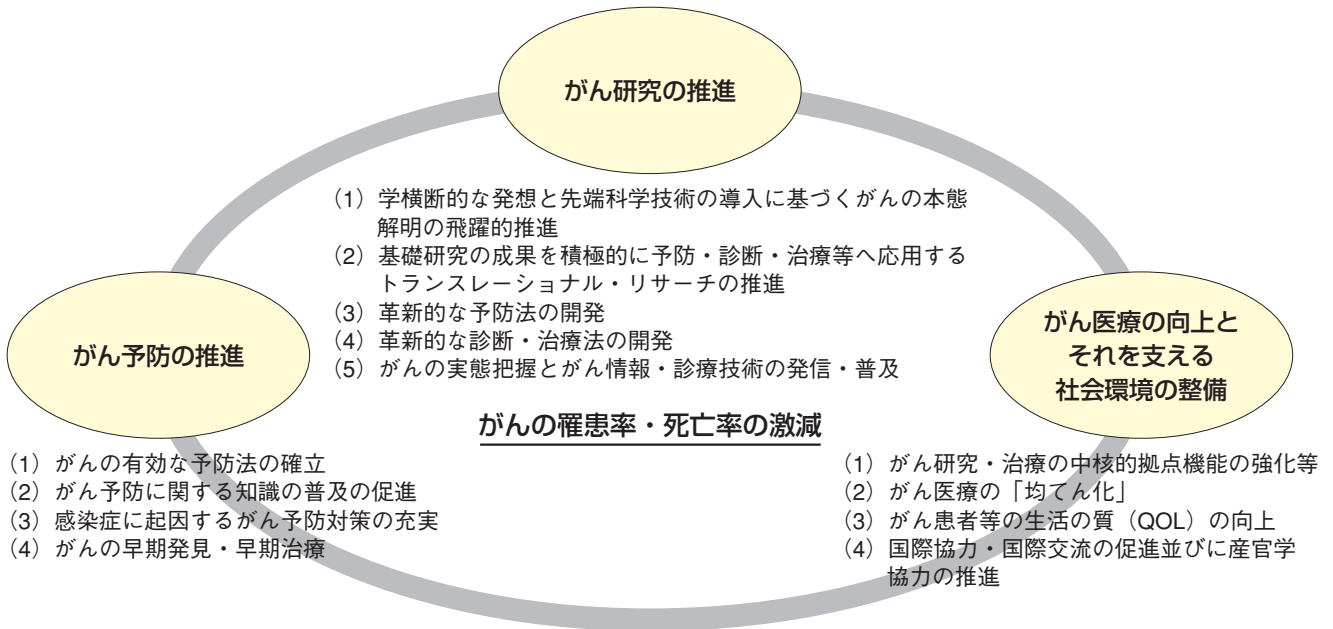 がん研究の推進
(1) 学横断的な発想と先端科学技術の導入に基づくがんの本態
解明の飛躍的推進
(2) 基礎研究の成果を積極的に予防・診断・治療等へ応用する
トランスレーショナル・リサーチの推進
(3) 革新的な予防法の開発
(4) 革新的な診断・治療法の開発
(5) がんの実態把握とがん情報・診療技術の発信・普及
がん予防の推進
がん医療の向上と
それを支える
社会環境の整備
がんの罹患率・死亡率の激減
(1) がんの有効な予防法の確立
(2) がん予防に関する知識の普及の促進
(3) 感染症に起因するがん予防対策の充実
(4) がんの早期発見・早期治療
(1) がん研究・治療の中核的拠点機能の強化等
(2) がん医療の「均てん化」
(3) がん患者等の生活の質（QOL）の向上
(4) 国際協力・国際交流の促進並びに産官学
協力の推進